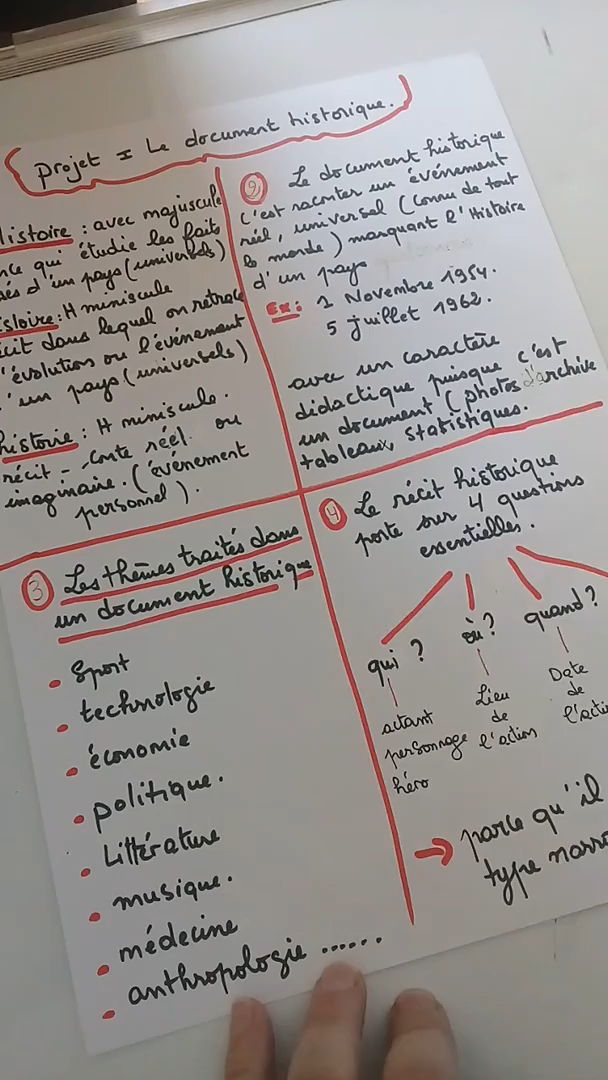 Projet I Le document historique.
Histoire : avec majuscule
qui étudie les faits
d'un pays (universels)
Histoire : H miniscule
dans lequel on retrace
l'évolution ou l'événement
d'un pays (universels)
histoire : H miniscule.
récit - conte réel ou
imaginaire. (événement
personnel).
2 Le document historique
c'est raconter un événement
réel, universel (connu de tout
le monde) marquant l'Histoire
d'un pays
Ex: 1 Novembre 1954.
5 juillet 1962.
avec un caractère
didactique puisque c'est
un document (photos d'archive
tableaux statistiques.
3 Les thèmes traités dans
un document historique
• Sport
• technologie
• économie
• politique.
• Littérature
• musique.
• médecine
• anthropologie ......
4 Le récit historique
porte sur 4 questions
essentielles.
qui ? où ? quand ?
actant
personnage
héro
Lieu
de
l'action
Date
de
→ parce qu'il
type